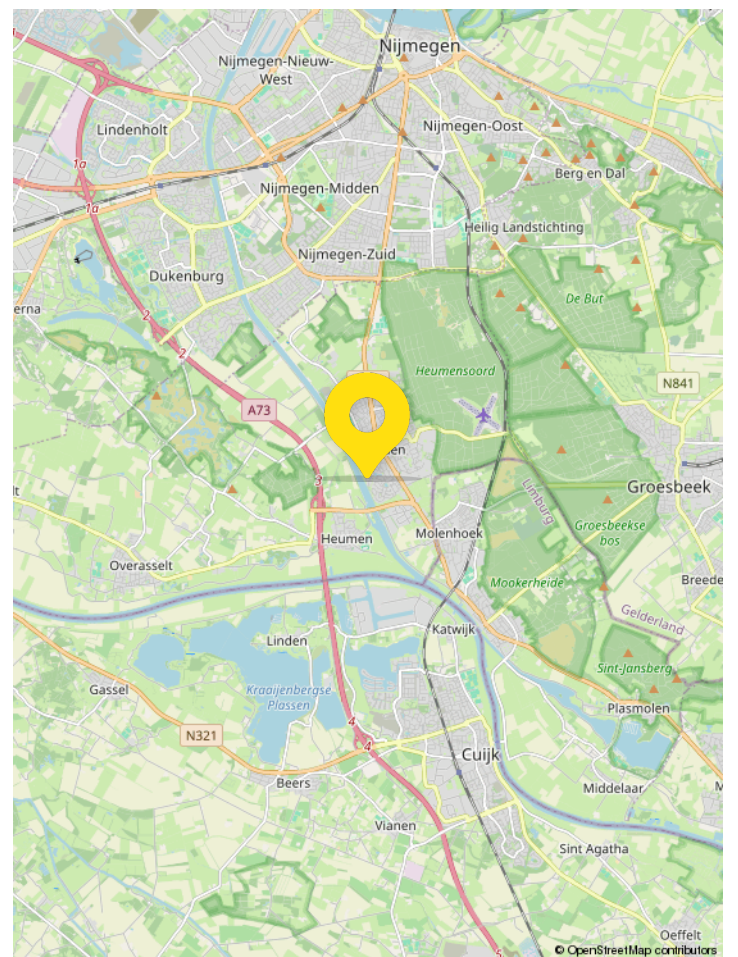 Nijmegen
Nijmegen-Nieuw-
West
Lindenholt
Nijmegen-Oost
1a
Berg en Dal
Nijmegen-Midden
1a
Heilig Landstichting
Nijmegen-Zuid
Dukenburg
De But
erna
2
2
Heumensoord
N841
A73
en
3
Limburg
Groesbeek
Groesbeekse
bos
Molenhoek
Heumen
Overasselt
Mookerheide
Breede
Gelderland
Katwijk
Linden
Sint-Jansberg
Gassel
Kraaijenbergse
Plassen
Plasmolen
4
N321
4
Cuijk
Beers
Middelaar
M
Vianen
Sint Agatha
Oeffelt
5
© OpenStreetMap contributors